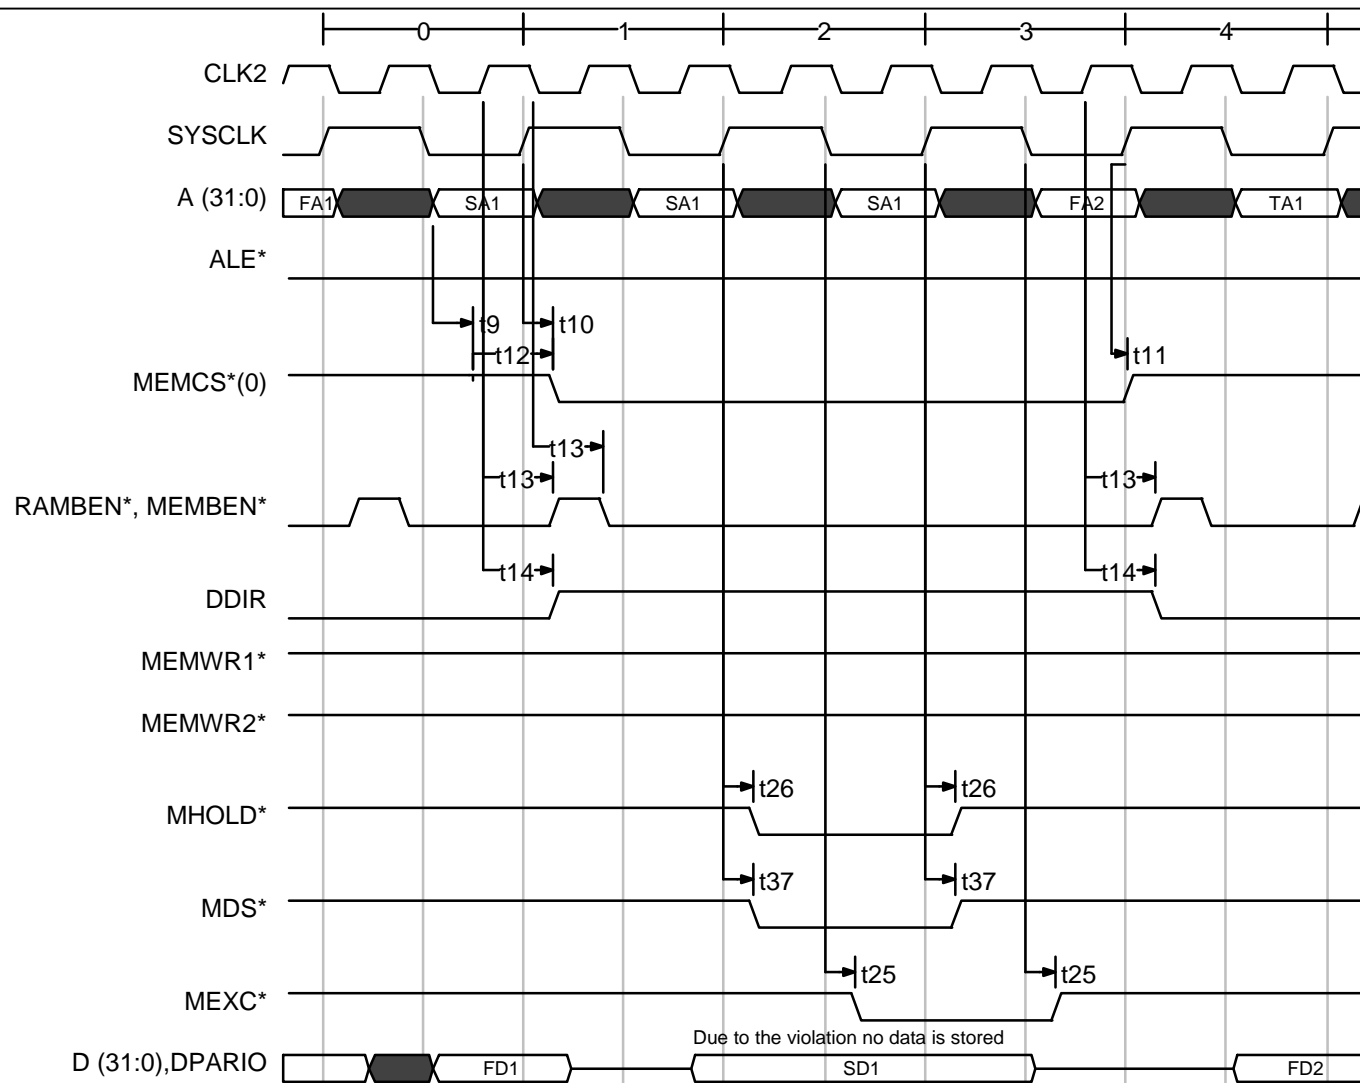 0 1 2 3 4
CLK2
SYSCLK
A (31:0) FA1 SA1 SA1 SA1 FA2 TA1
ALE*
t9 t10
t12 t11
MEMCS*(0)
t13
t13 t13
RAMBEN*, MEMBEN*
t14 t14
DDIR
MEMWR1*
MEMWR2*
t26 t26
MHOLD*
t37 t37
MDS*
t25 t25
MEXC*
Due to the violation no data is stored
D (31:0),DPARIO FD1 SD1 FD2